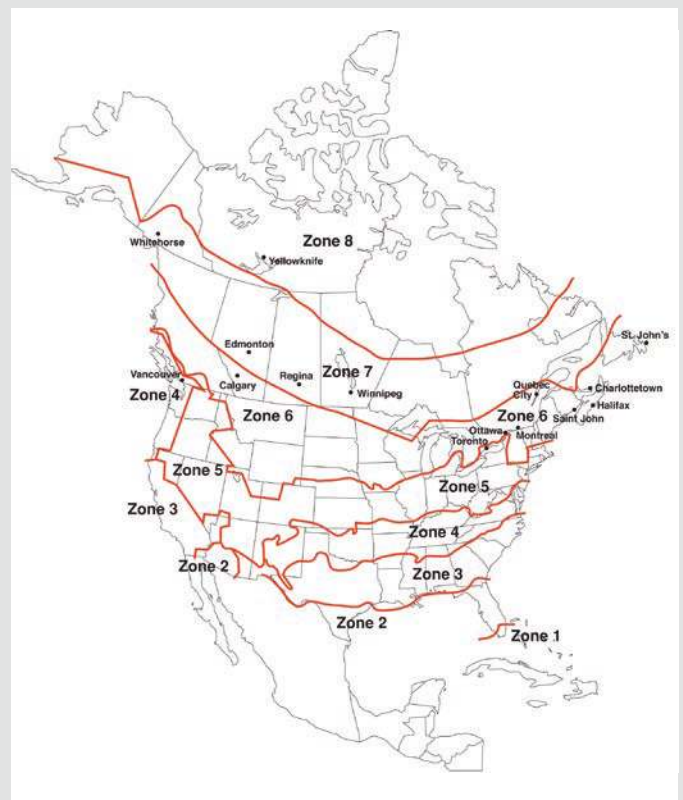 Zone 8
Whitehorse
Yellowknife
St. John's
Edmonton
Vancouver
Calgary
Regina
Zone 7
Winnipeg
Quebec
City
Charlottetown
Halifax
Saint John
Zone 4
Zone 6
Zone 6
Ottawa
Montreal
Toronto
Zone 5
Zone 5
Zone 3
Zone 4
Zone 2
Zone 3
Zone 2
Zone 1